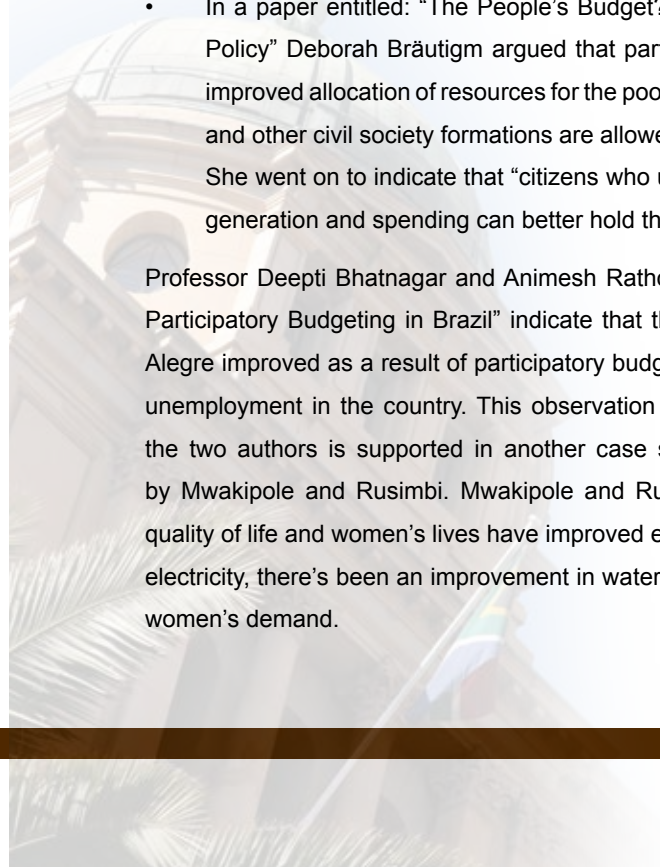 • In a paper entitled: “The People’s Budget?
Policy” Deborah Bräutigm argued that par
improved allocation of resources for the poo
and other civil society formations are allowe
She went on to indicate that “citizens who u
generation and spending can better hold th
Professor Deepti Bhatnagar and Animesh Ratho
Participatory Budgeting in Brazil” indicate that th
Alegre improved as a result of participatory budg
unemployment in the country. This observation
the two authors is supported in another case s
by Mwakipole and Rusimbi. Mwakipole and Ru
quality of life and women’s lives have improved e
electricity, there’s been an improvement in water
women’s demand.